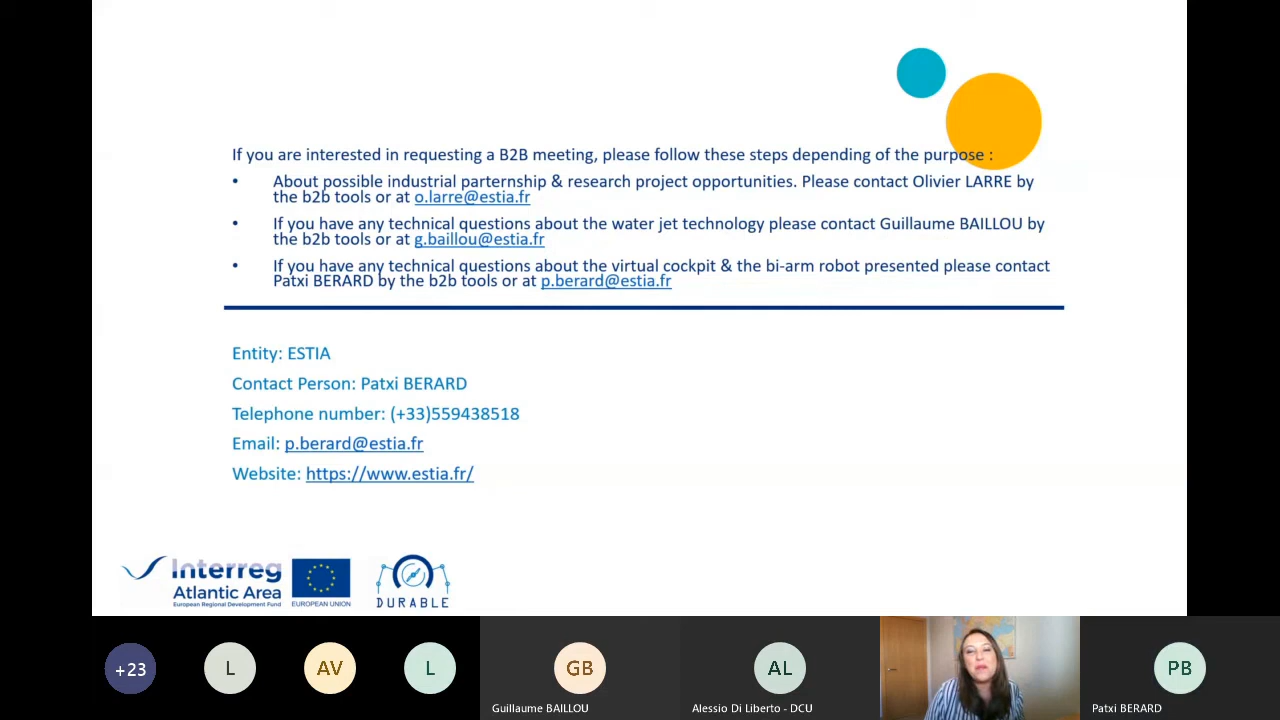 If you are interested in requesting a B2B meeting, please follow these steps depending of the purpose :
• About possible industrial parternship & research project opportunities. Please contact Olivier LARRE by
the b2b tools or at o.larre@estia.fr
• If you have any technical questions about the water jet technology please contact Guillaume BAILLOU by
the b2b tools or at g.baillou@estia.fr
• If you have any technical questions about the virtual cockpit & the bi-arm robot presented please contact
Patxi BERARD by the b2b tools or at p.berard@estia.fr
Entity: ESTIA
Contact Person: Patxi BERARD
Telephone number: (+33)559438518
Email: p.berard@estia.fr
Website: https://www.estia.fr/
Interreg
Atlantic Area
European Regional Development Fund
EUROPEAN UNION
DURABLE
+23
L
AV
L
GB
Guillaume BAILLOU
AL
Alessio Di Liberto - DCU
PB
Patxi BERARD